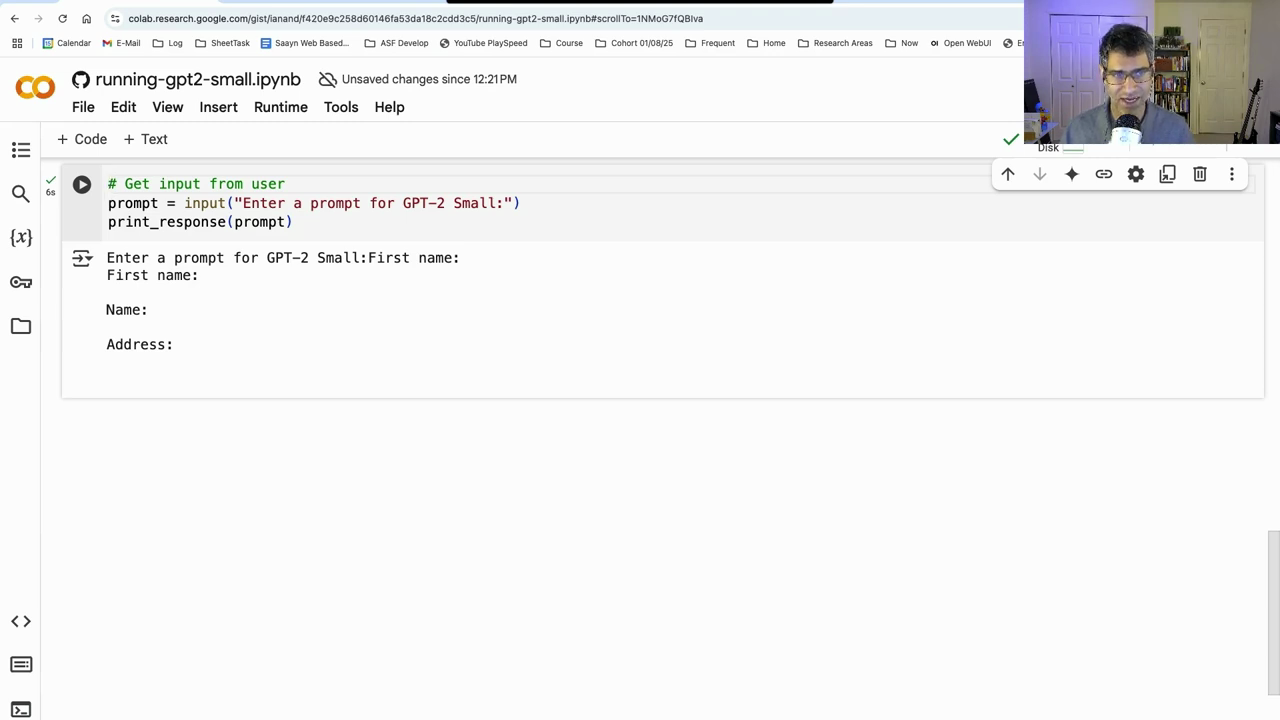 colab.research.google.com/gist/ianand/f420e9c258d60146fa53da18c2cdd3c5/running-gpt2-small.ipynb#scrollTo=1NMoG7fQBIva
Calendar E-Mail Log SheetTask Saayn Web Based... ASF Develop YouTube PlaySpeed Course Cohort 01/08/25 Frequent Home Research Areas Now OI Open WebUI
running-gpt2-small.ipynb Unsaved changes since 12:21 PM
File Edit View Insert Runtime Tools Help
+ Code + Text
Disk
6s
# Get input from user
prompt = input("Enter a prompt for GPT-2 Small:")
print_response(prompt)
Enter a prompt for GPT-2 Small:First name:
First name:
Name:
Address: